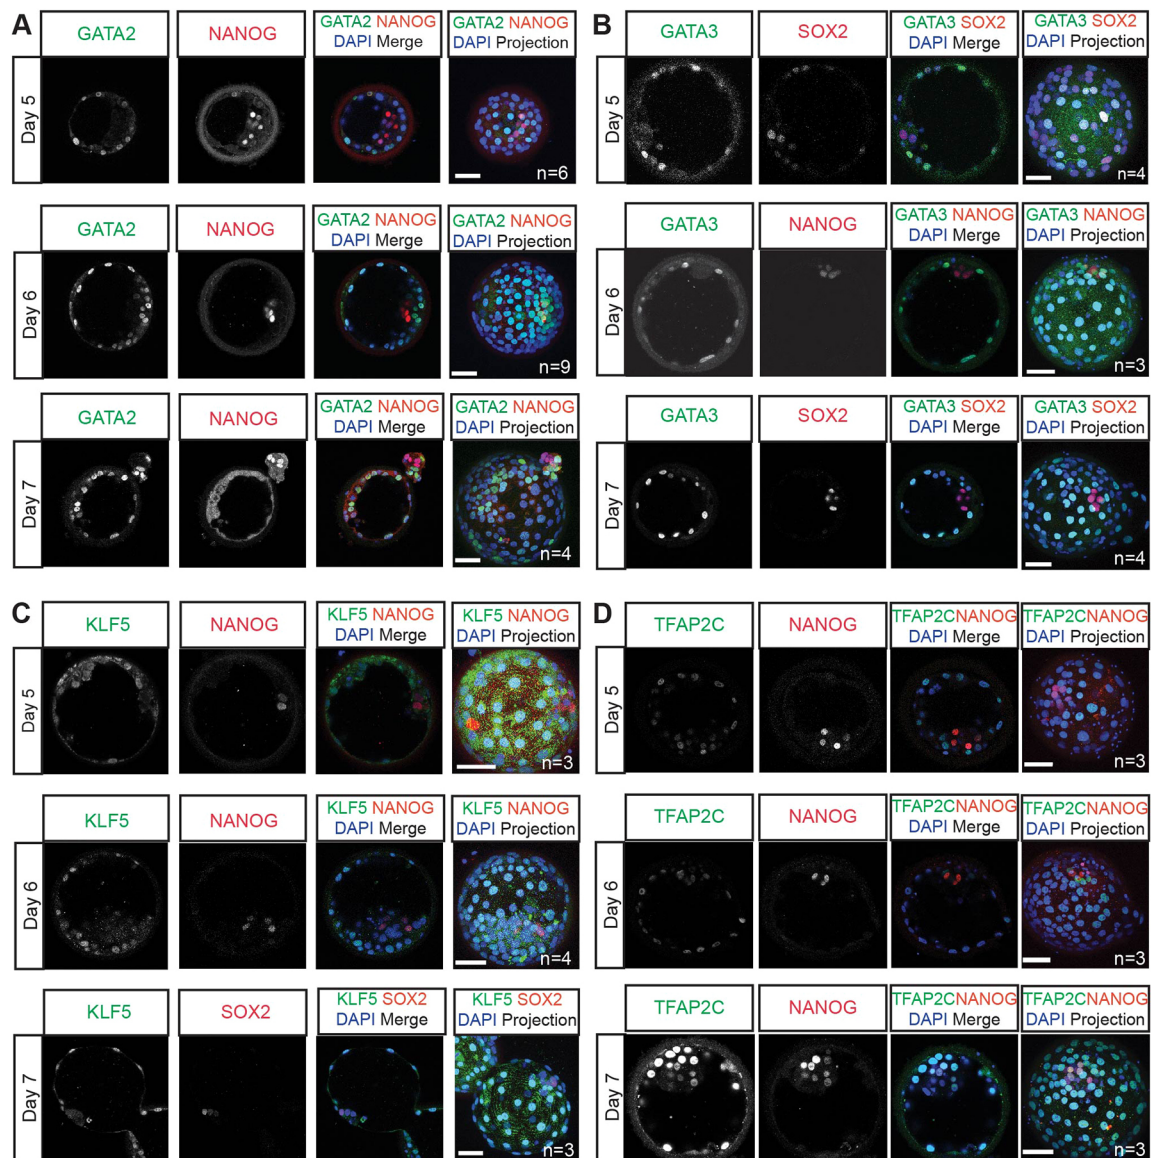 A
GATA2
NANOG
GATA2 NANOG
DAPI Merge
GATA2 NANOG
DAPI Projection
Day 5
n=6
GATA2
NANOG
GATA2 NANOG
DAPI Merge
GATA2 NANOG
DAPI Projection
Day 6
n=9
GATA2
NANOG
GATA2 NANOG
DAPI Merge
GATA2 NANOG
DAPI Projection
Day 7
n=4
B
GATA3
SOX2
GATA3 SOX2
DAPI Merge
GATA3 SOX2
DAPI Projection
Day 5
n=4
GATA3
NANOG
GATA3 NANOG
DAPI Merge
GATA3 NANOG
DAPI Projection
Day 6
n=3
GATA3
SOX2
GATA3 SOX2
DAPI Merge
GATA3 SOX2
DAPI Projection
Day 7
n=4
C
KLF5
NANOG
KLF5 NANOG
DAPI Merge
KLF5 NANOG
DAPI Projection
Day 5
n=3
KLF5
NANOG
KLF5 NANOG
DAPI Merge
KLF5 NANOG
DAPI Projection
Day 6
n=4
KLF5
SOX2
KLF5 SOX2
DAPI Merge
KLF5 SOX2
DAPI Projection
Day 7
n=3
D
TFAP2C
NANOG
TFAP2CNANOG
DAPI Merge
TFAP2CNANOG
DAPI Projection
Day 5
n=3
TFAP2C
NANOG
TFAP2CNANOG
DAPI Merge
TFAP2CNANOG
DAPI Projection
Day 6
n=3
TFAP2C
NANOG
TFAP2CNANOG
DAPI Merge
TFAP2CNANOG
DAPI Projection
Day 7
n=3